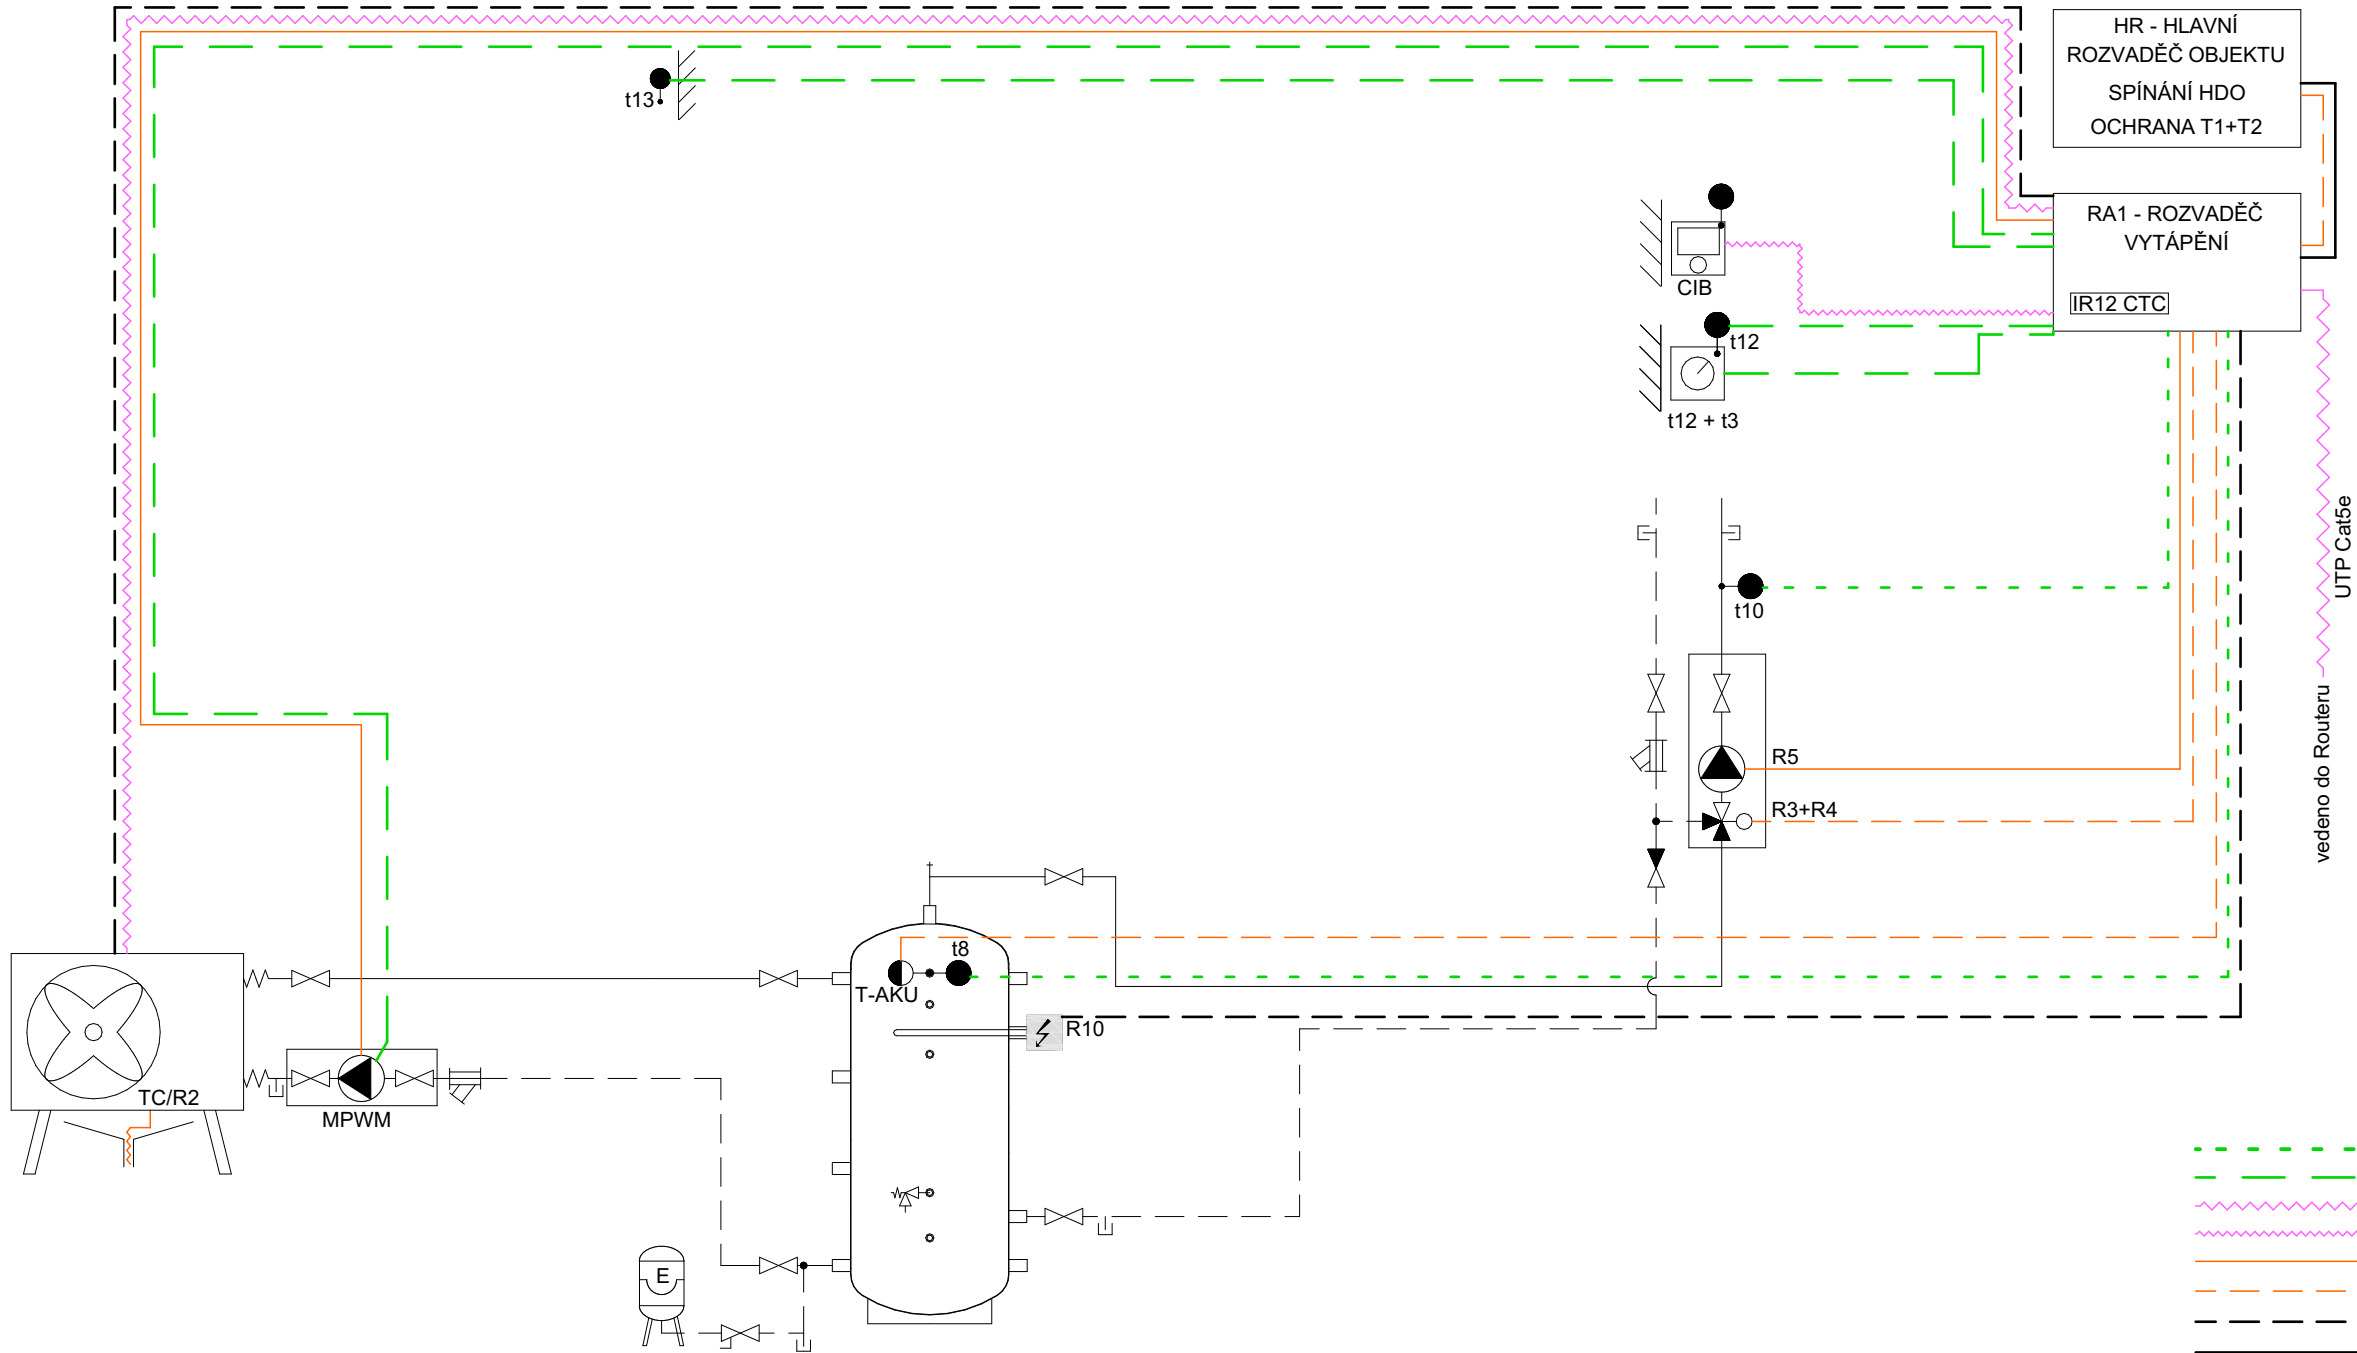 HR - HLAVNÍ
ROZVADĚČ OBJEKTU
SPÍNÁNÍ HDO
OCHRANA T1+T2
t13
RA1 - ROZVADĚČ
VYTÁPĚNÍ
IR12 CTC
CIB
t12
t12 + t3
UTP Cat5e
vedeno do Routeru
t10
R5
R3+R4
t8
T-AKU
R10
TC/R2
MPWM
E